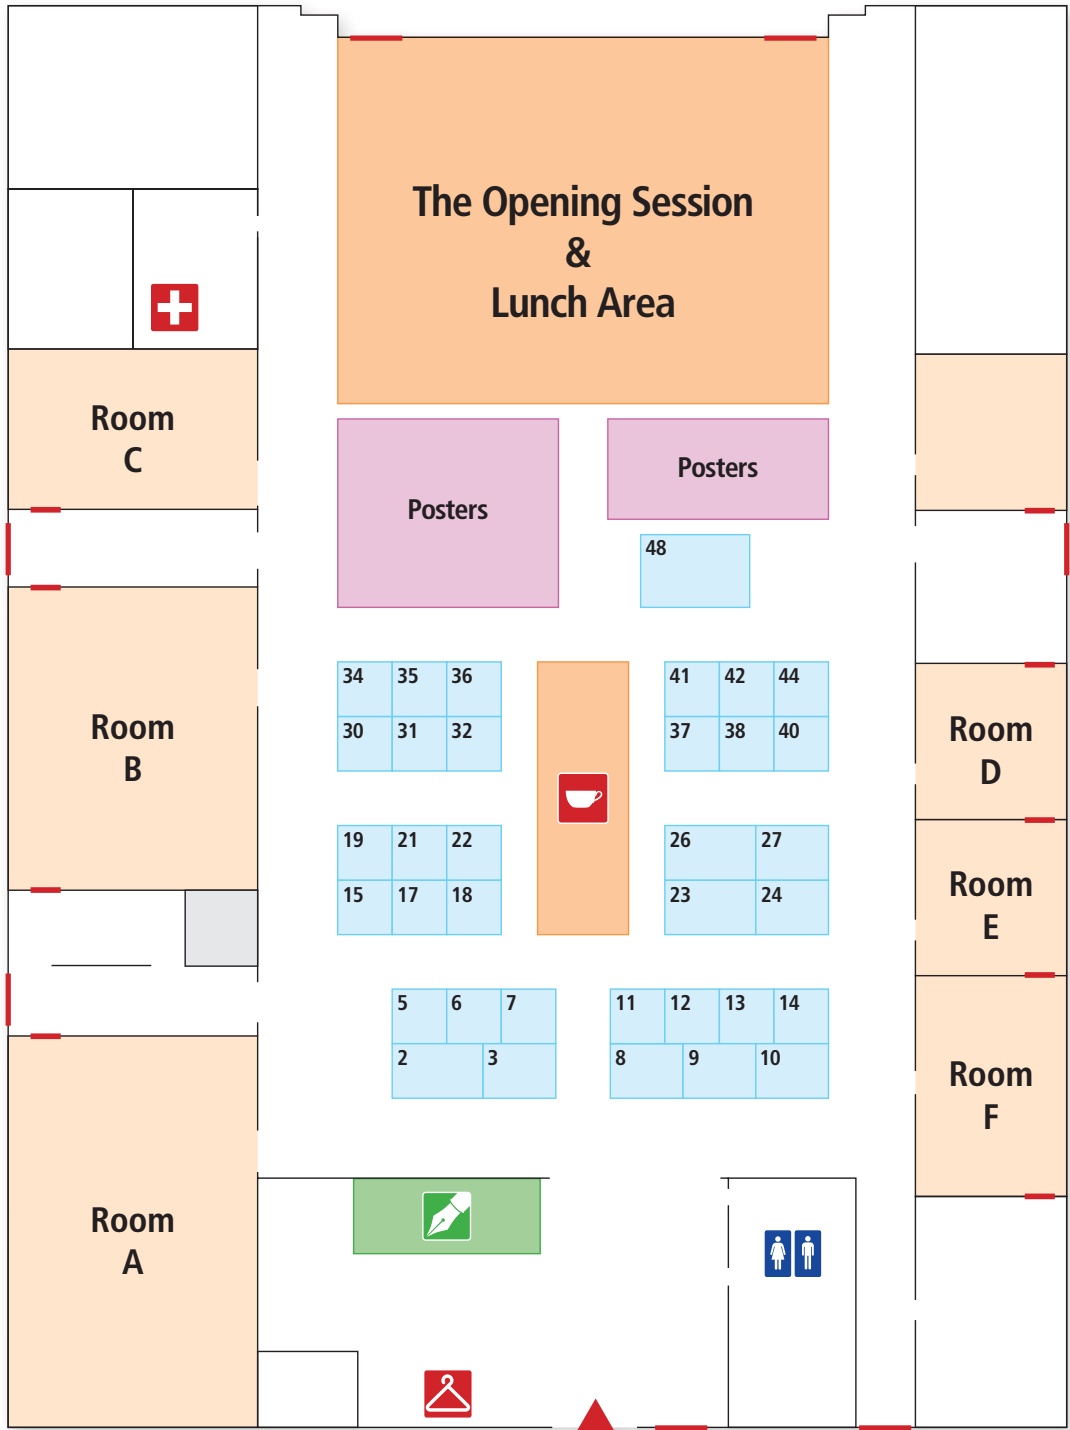 The Opening Session
&
Lunch Area
Room
C
Posters
Posters
48
Room
B
34 35 36
30 31 32
41 42 44
37 38 40
Room
D
19 21 22
15 17 18
26 27
23 24
Room
E
5 6 7
2 3
11 12 13 14
8 9 10
Room
F
Room
A